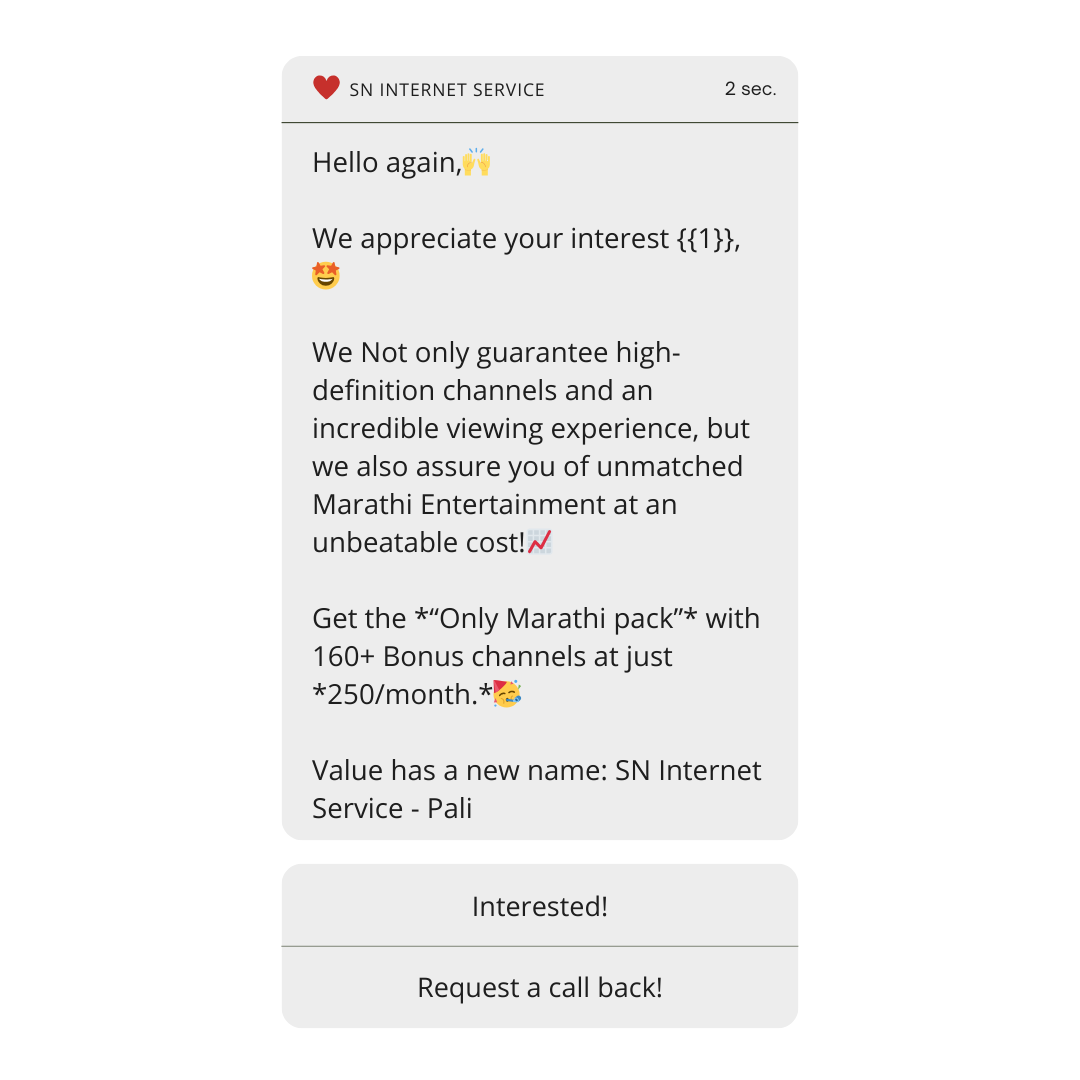 ❤️ SN INTERNET SERVICE 2 sec.
Hello again,🙌
We appreciate your interest {{1}},
🤩
We Not only guarantee high-
definition channels and an
incredible viewing experience, but
we also assure you of unmatched
Marathi Entertainment at an
unbeatable cost!📈
Get the *“Only Marathi pack”* with
160+ Bonus channels at just
*250/month.*🥳
Value has a new name: SN Internet
Service - Pali
Interested!
Request a call back!